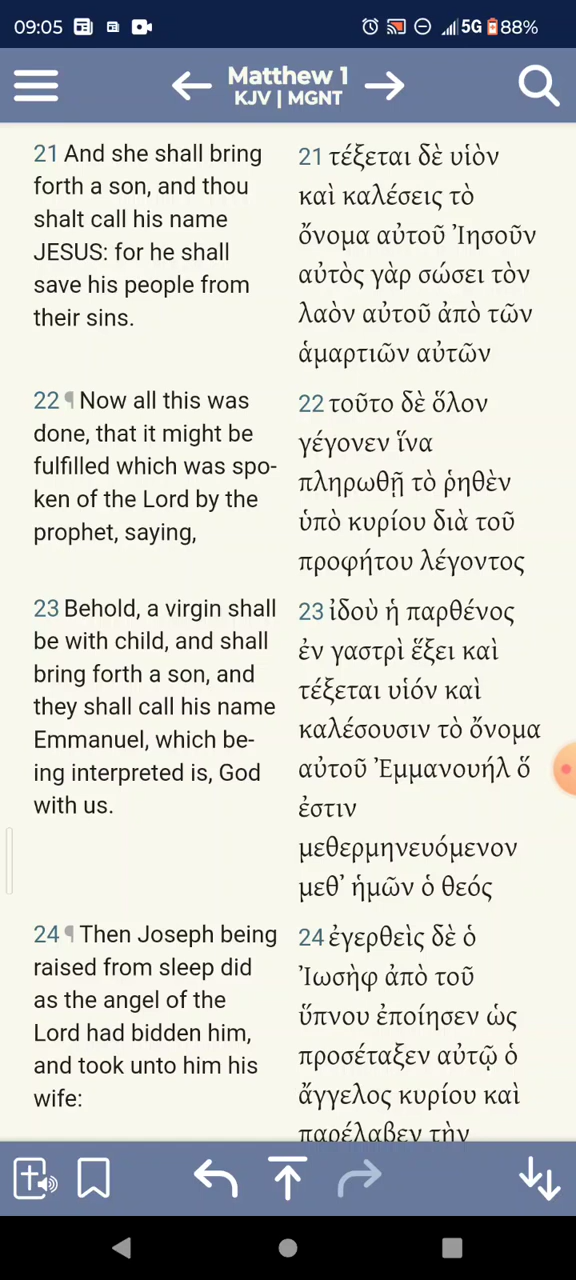 09:05
5G 88%
Matthew 1
KJV | MGNT
21 And she shall bring
forth a son, and thou
shalt call his name
JESUS: for he shall
save his people from
their sins.
22 ¶ Now all this was
done, that it might be
fulfilled which was spo-
ken of the Lord by the
prophet, saying,
23 Behold, a virgin shall
be with child, and shall
bring forth a son, and
they shall call his name
Emmanuel, which be-
ing interpreted is, God
with us.
24 ¶ Then Joseph being
raised from sleep did
as the angel of the
Lord had bidden him,
and took unto him his
wife:
21 τέξεται δὲ υἱὸν
καὶ καλέσεις τὸ
ὄνομα αὐτοῦ Ἰησοῦν
αὐτὸς γὰρ σώσει τὸν
λαὸν αὐτοῦ ἀπὸ τῶν
ἁμαρτιῶν αὐτῶν
22 τοῦτο δὲ ὅλον
γέγονεν ἵνα
πληρωθῇ τὸ ῥηθὲν
ὑπὸ κυρίου διὰ τοῦ
προφήτου λέγοντος
23 ἰδοὺ ἡ παρθένος
ἐν γαστρὶ ἕξει καὶ
τέξεται υἱόν καὶ
καλέσουσιν τὸ ὄνομα
αὐτοῦ Ἐμμανουήλ ὅ
ἐστιν
μεθερμηνευόμενον
μεθ’ ἡμῶν ὁ θεός
24 ἐγερθεὶς δὲ ὁ
Ἰωσὴφ ἀπὸ τοῦ
ὕπνου ἐποίησεν ὡς
προσέταξεν αὐτῷ ὁ
ἄγγελος κυρίου καὶ
παρέλαβεν τὴν